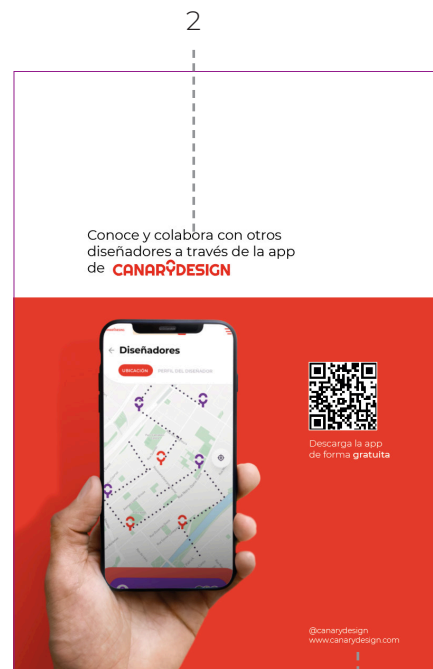 2
Conoce y colabora con otros
diseñadores a través de la app
de CANARYDESIGN
← Diseñadores
UBICACIÓN PERFIL DEL DISEÑADOR
Descarga la app
de forma gratuita
@canarydesign
www.canarydesign.com